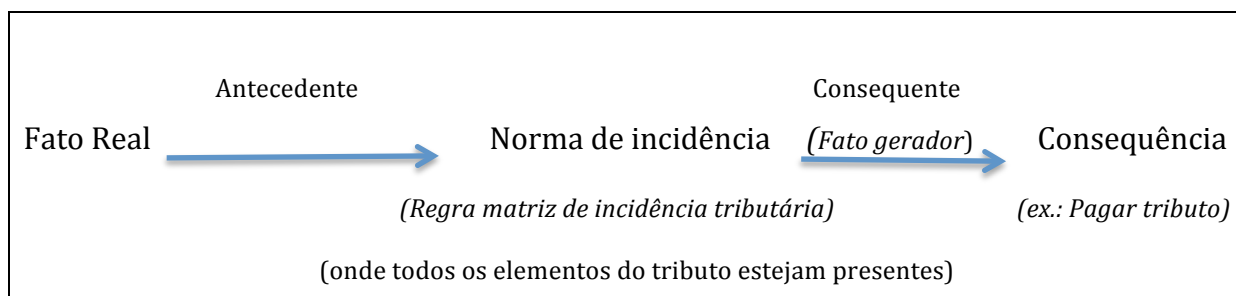 Antecedente Consequente
Fato Real Norma de incidência (Fato gerador) Consequência
(Regra matriz de incidência tributária) (ex.: Pagar tributo)
(onde todos os elementos do tributo estejam presentes)